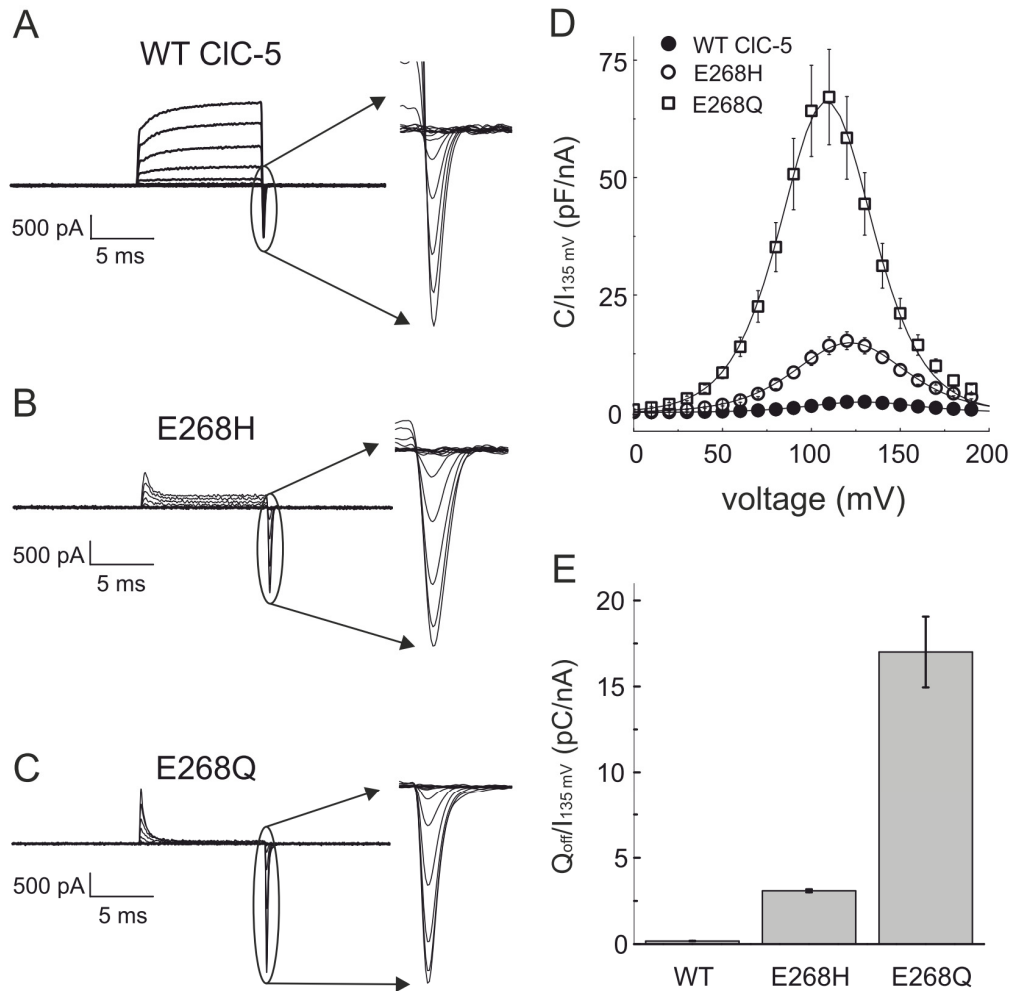 A
WT ClC-5
500 pA
5 ms
B
E268H
500 pA
5 ms
C
E268Q
500 pA
5 ms
D
WT ClC-5
E268H
E268Q
C/I135 mV (pF/nA)
75
50
25
0
0 50 100 150 200
voltage (mV)
E
Qoff/I135 mV (pC/nA)
20
15
10
5
0
WT E268H E268Q